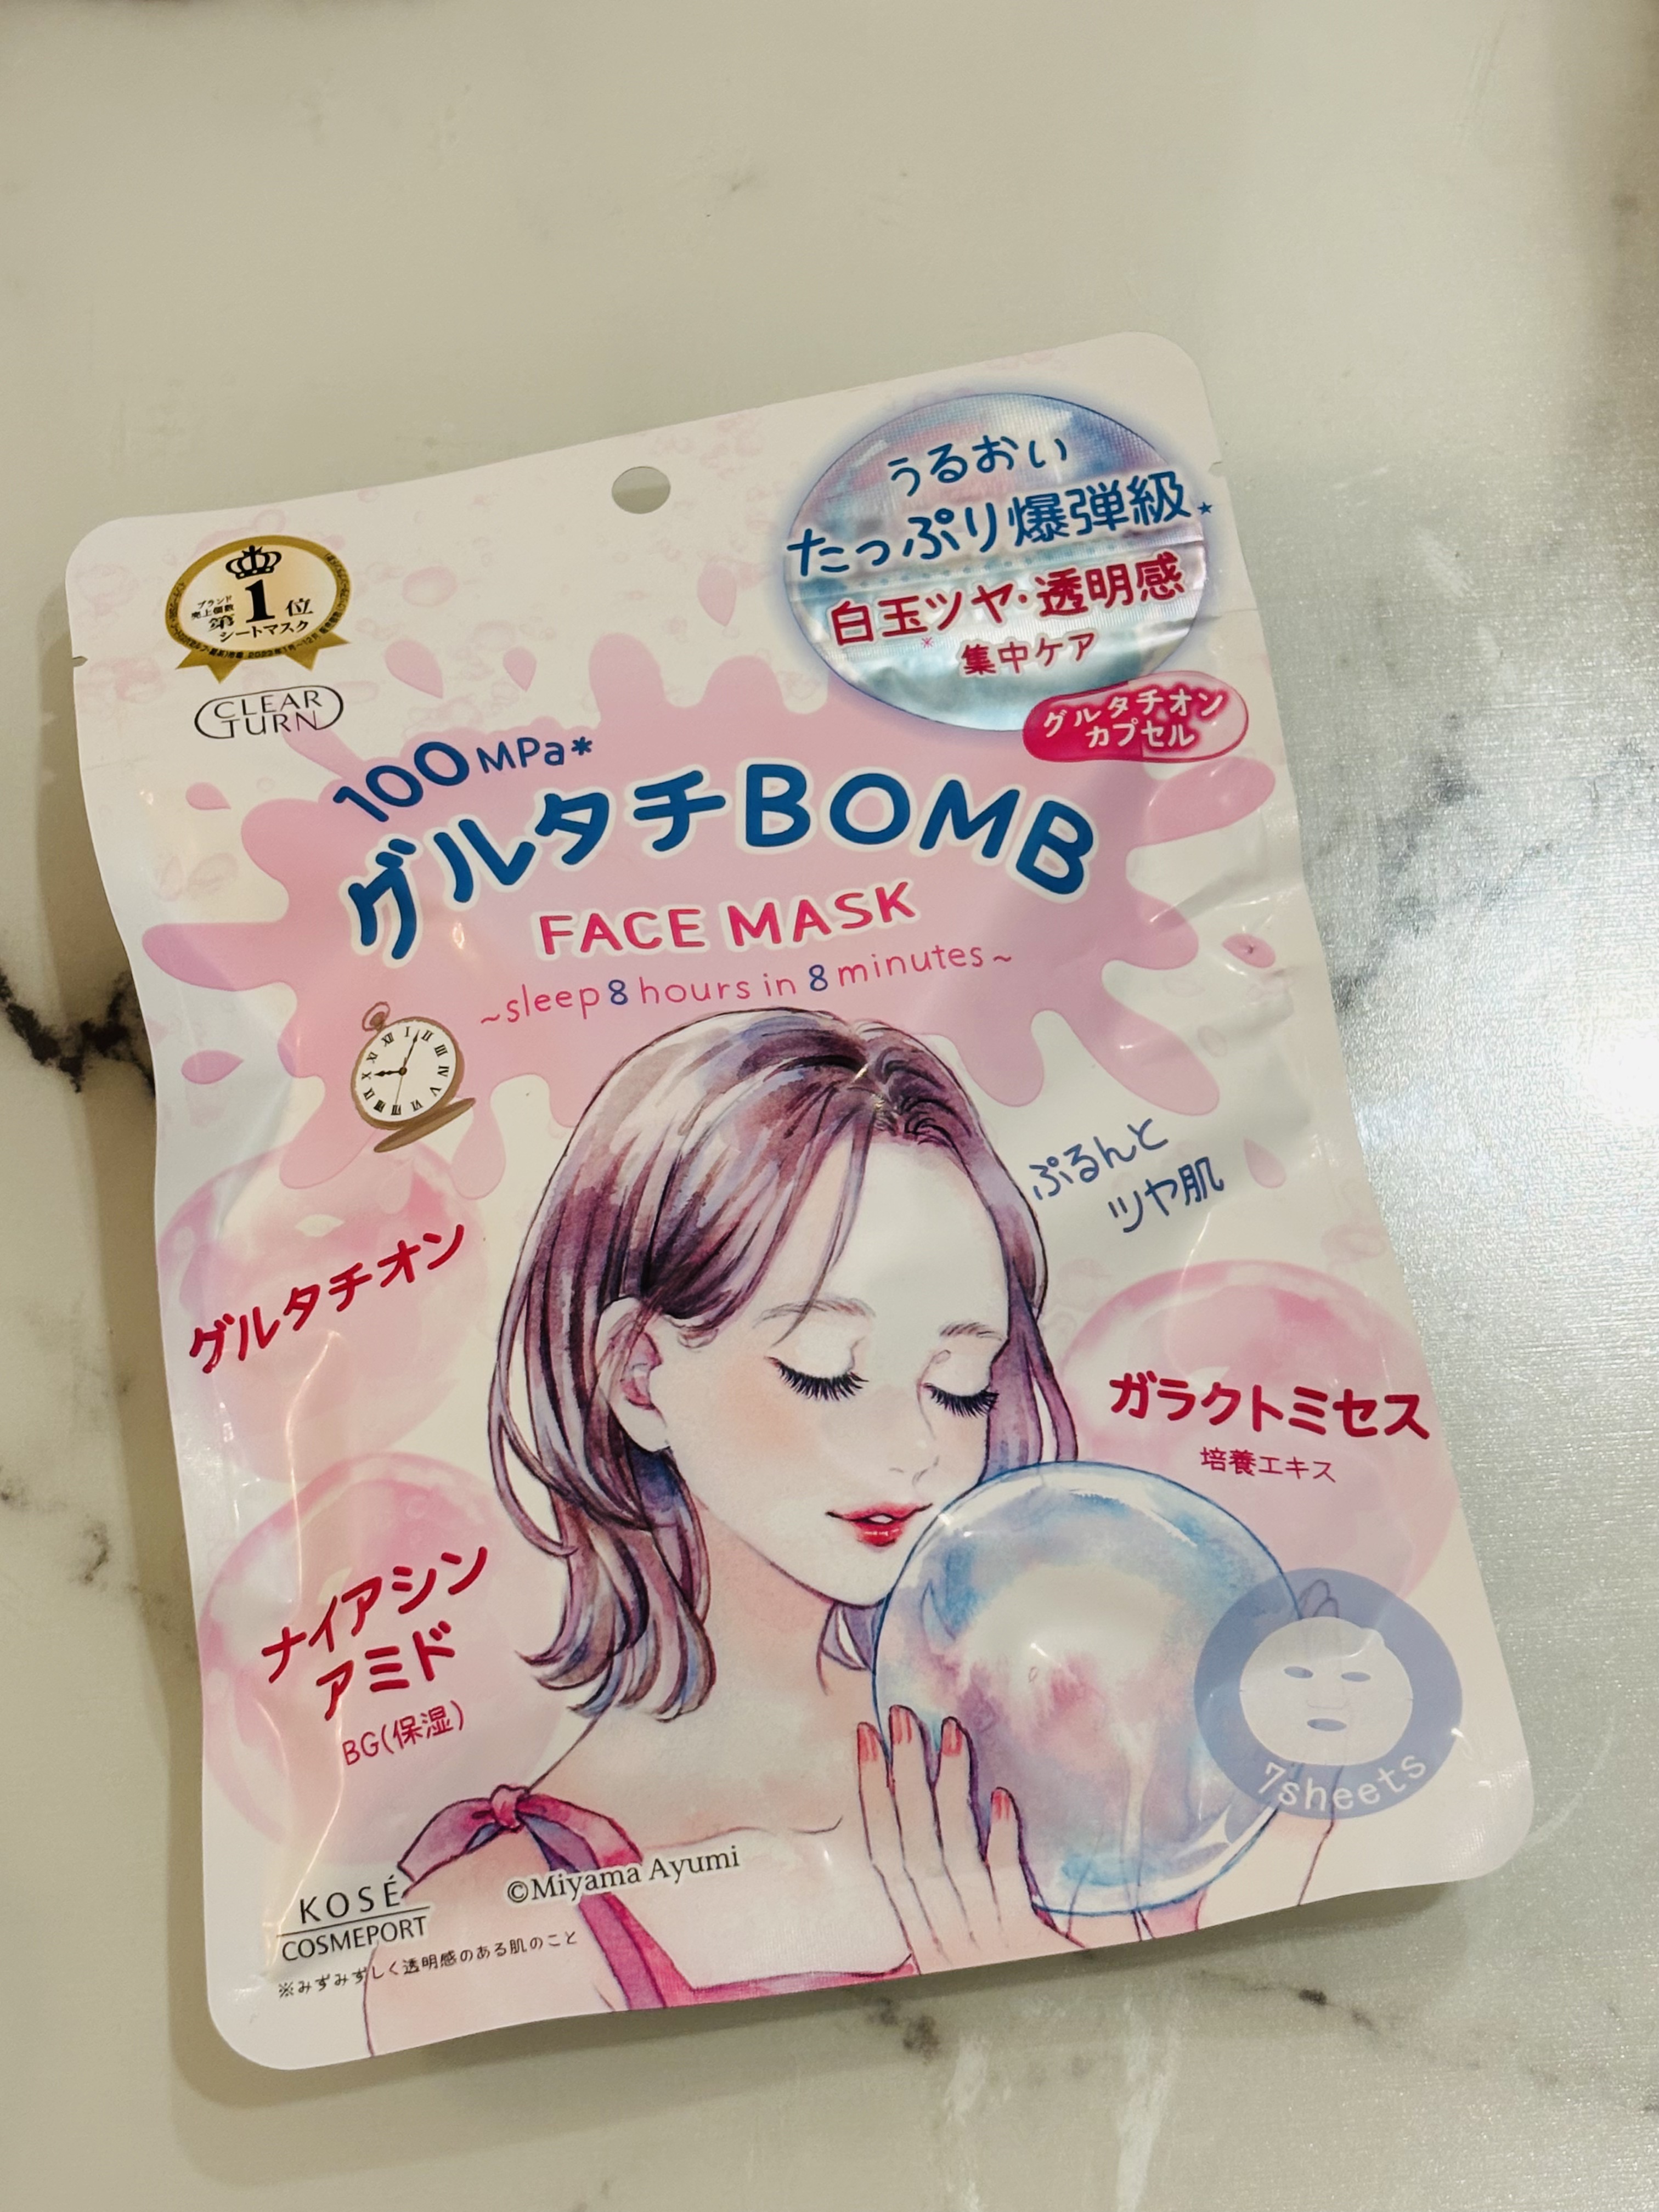 うるおい
たっぷり爆弾級
白玉ツヤ・透明感
※
集中ケア
グルタチオン
カプセル
ブランド
売上個数
第1位
シートマスク
CLEAR
TURN
100MPa*
グルタチBOMB
FACE MASK
~sleep 8 hours in 8 minutes~
ぷるんと
ツヤ肌
グルタチオン
ガラクトミセス
培養エキス
ナイアシン
アミド
BG(保湿)
7sheets
©Miyama Ayumi
KOSÉ
COSMEPORT
※みずみずしく透明感のある肌のこと